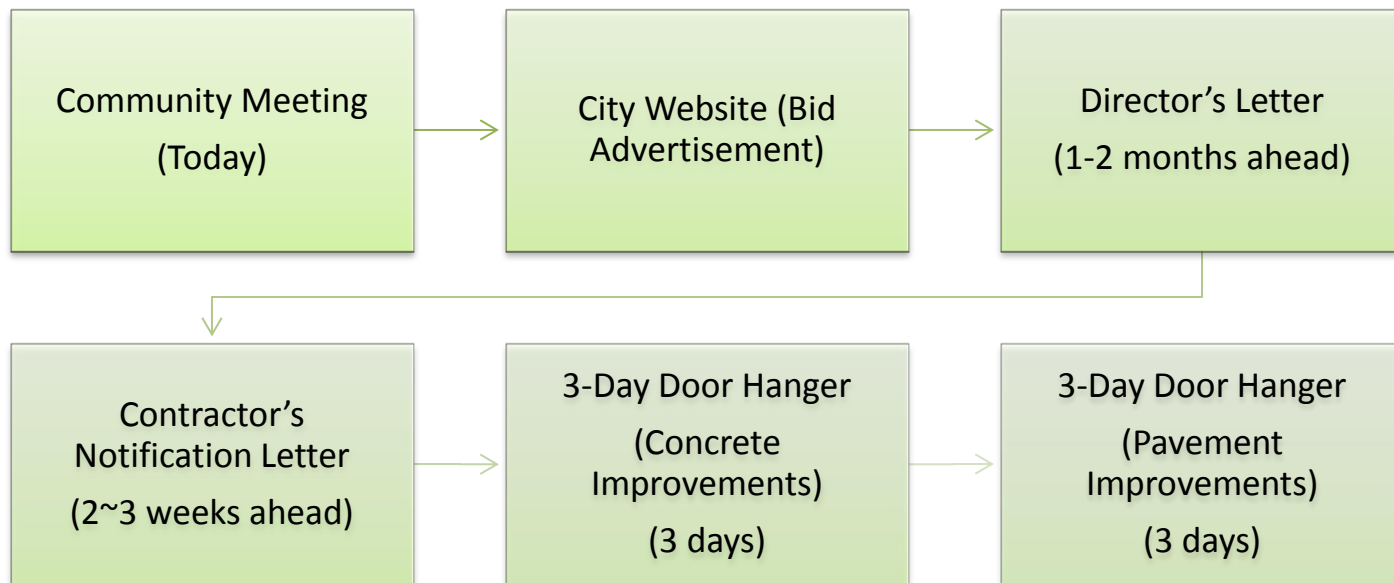 Community Meeting
(Today)
City Website (Bid
Advertisement)
Director’s Letter
(1-2 months ahead)
Contractor’s
Notification Letter
(2~3 weeks ahead)
3-Day Door Hanger
(Concrete
Improvements)
(3 days)
3-Day Door Hanger
(Pavement
Improvements)
(3 days)